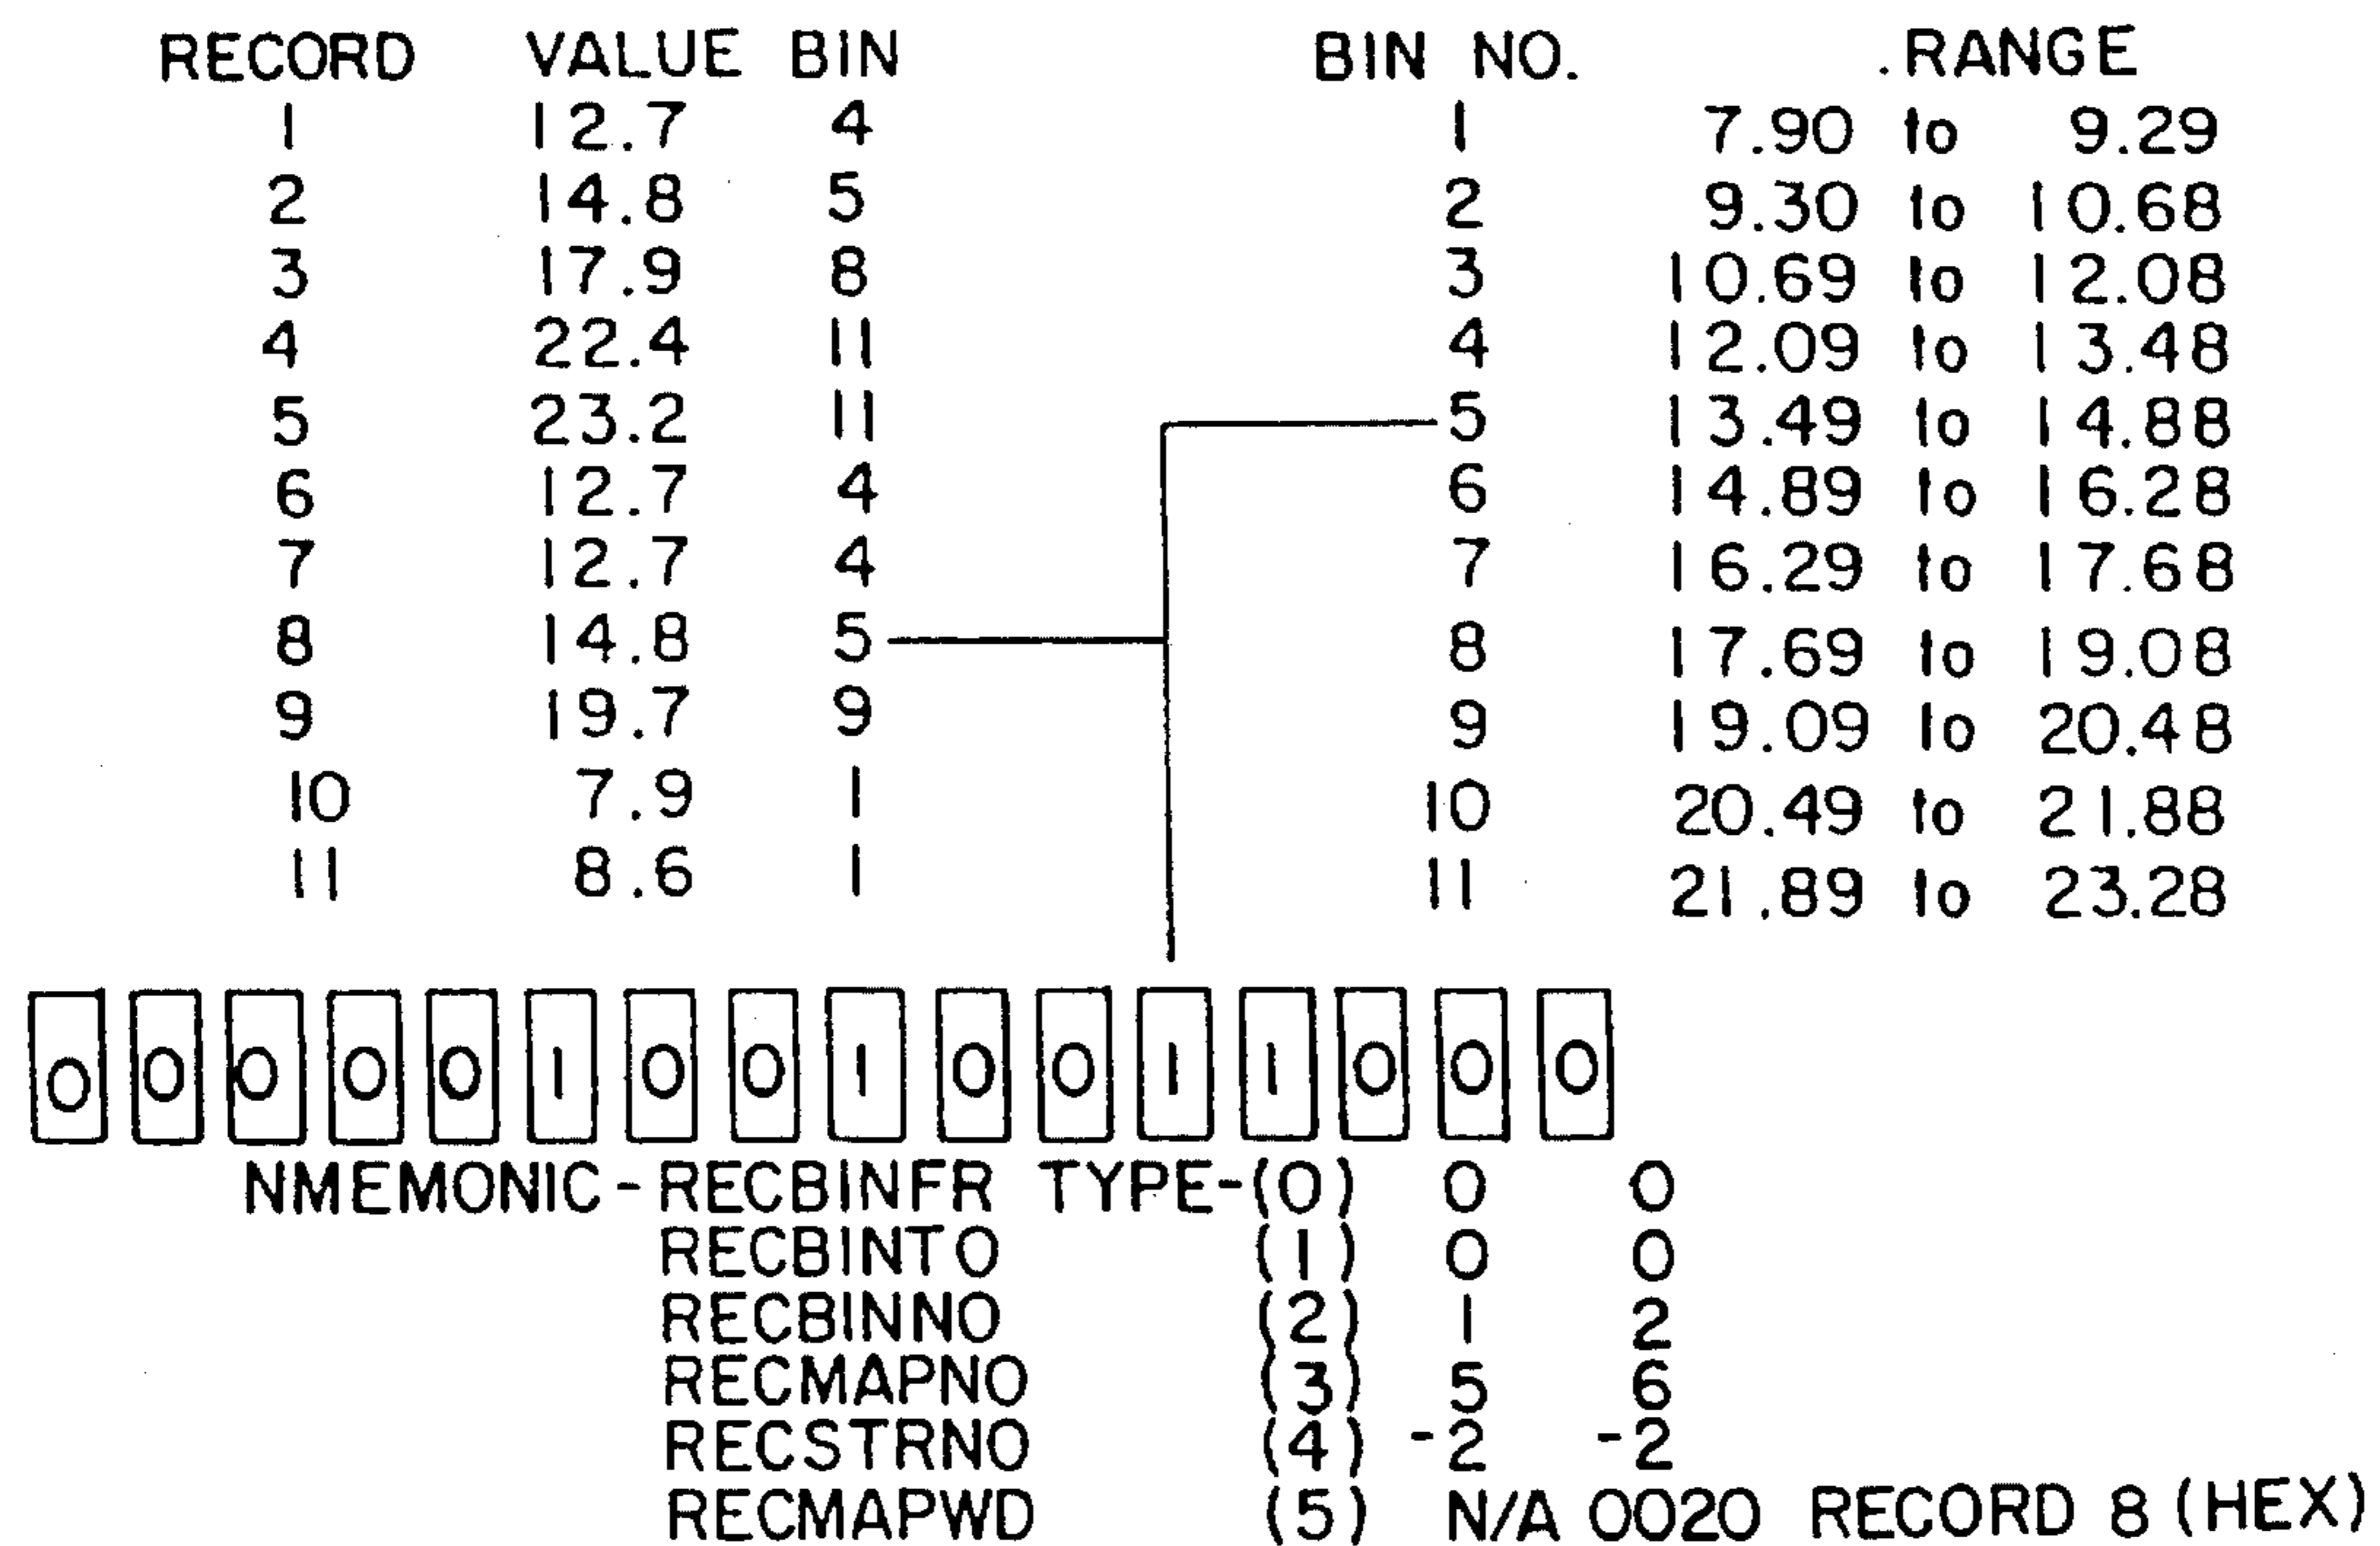 RECORD VALUE BIN BIN NO. .RANGE
1 12.7 4 1 7.90 to 9.29
2 14.8 5 2 9.30 to 10.68
3 17.9 8 3 10.69 to 12.08
4 22.4 11 4 12.09 to 13.48
5 23.2 11 5 13.49 to 14.88
6 12.7 4 6 14.89 to 16.28
7 12.7 4 7 16.29 to 17.68
8 14.8 5 8 17.69 to 19.08
9 19.7 9 9 19.09 to 20.48
10 7.9 1 10 20.49 to 21.88
11 8.6 1 11 21.89 to 23.28
0 0 0 0 0 1 0 0 1 0 0 1 1 0 0 0
NMEMONIC - RECBINFR TYPE-(0) 0 0
RECBINTO (1) 0 0
RECBINNO (2) 1 2
RECMAPNO (3) 5 6
RECSTRNO (4) -2 -2
RECMAPWD (5) N/A 0020 RECORD 8 (HEX)